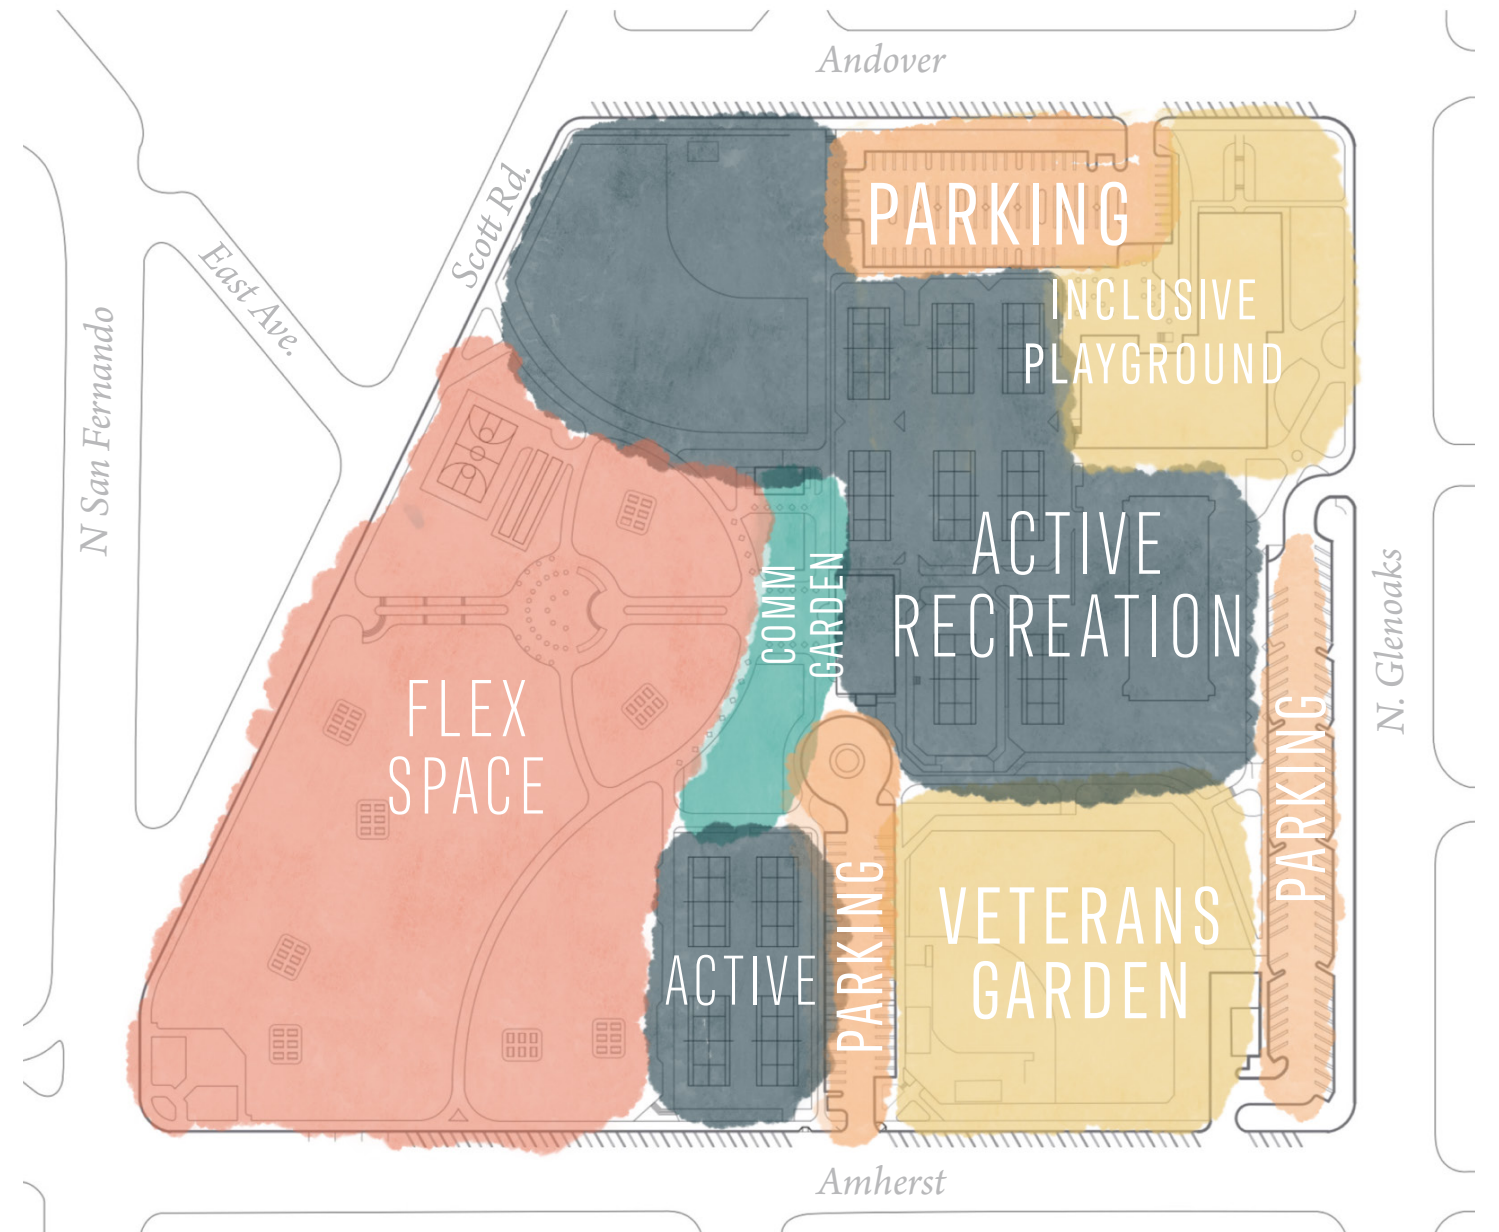 Andover
Scott Rd.
East Ave.
N San Fernando
PARKING
INCLUSIVE
PLAYGROUND
ACTIVE
RECREATION
COMM
GARDEN
N. Glenoaks
FLEX
SPACE
PARKING
VETERANS
GARDEN
ACTIVE
PARKING
Amherst